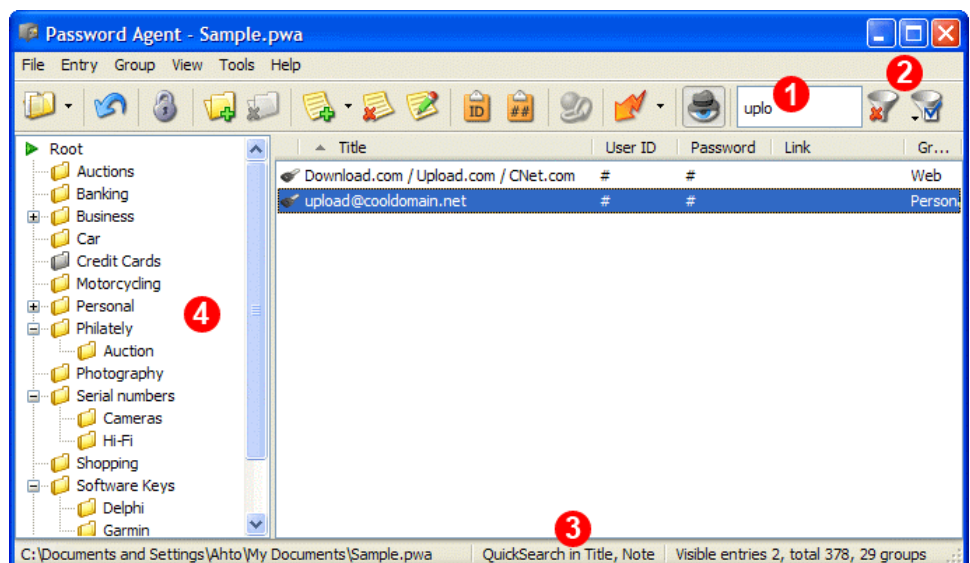 Password Agent - Sample.pwa
File Entry Group View Tools Help
ID ## uplo 1 2
Root
Auctions
Banking
Business
Car
Credit Cards
Motorcycling
Personal
Philately
Auction
Photography
Serial numbers
Cameras
Hi-Fi
Shopping
Software Keys
Delphi
Garmin
4
Title User ID Password Link Gr...
Download.com / Upload.com / CNet.com # # Web
upload@cooldomain.net # # Person
3
C:\Documents and Settings\Ahto\My Documents\Sample.pwa QuickSearch in Title, Note Visible entries 2, total 378, 29 groups